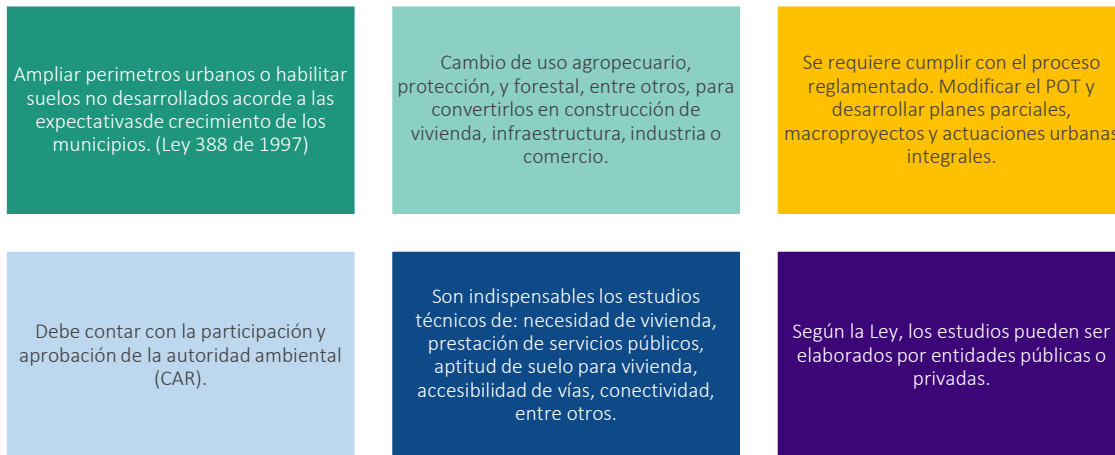 Ampliar perimetros urbanos o habilitar
suelos no desarrollados acorde a las
expectativasde crecimiento de los
municipios. (Ley 388 de 1997)
Cambio de uso agropecuario,
protección, y forestal, entre otros, para
convertirlos en construcción de
vivienda, infraestructura, industria o
comercio.
Se requiere cumplir con el proceso
reglamentado. Modificar el POT y
desarrollar planes parciales,
macroproyectos y actuaciones urbanas
integrales.
Debe contar con la participación y
aprobación de la autoridad ambiental
(CAR).
Son indispensables los estudios
técnicos de: necesidad de vivienda,
prestación de servicios públicos,
aptitud de suelo para vivienda,
accesibilidad de vías, conectividad,
entre otros.
Según la Ley, los estudios pueden ser
elaborados por entidades públicas o
privadas.